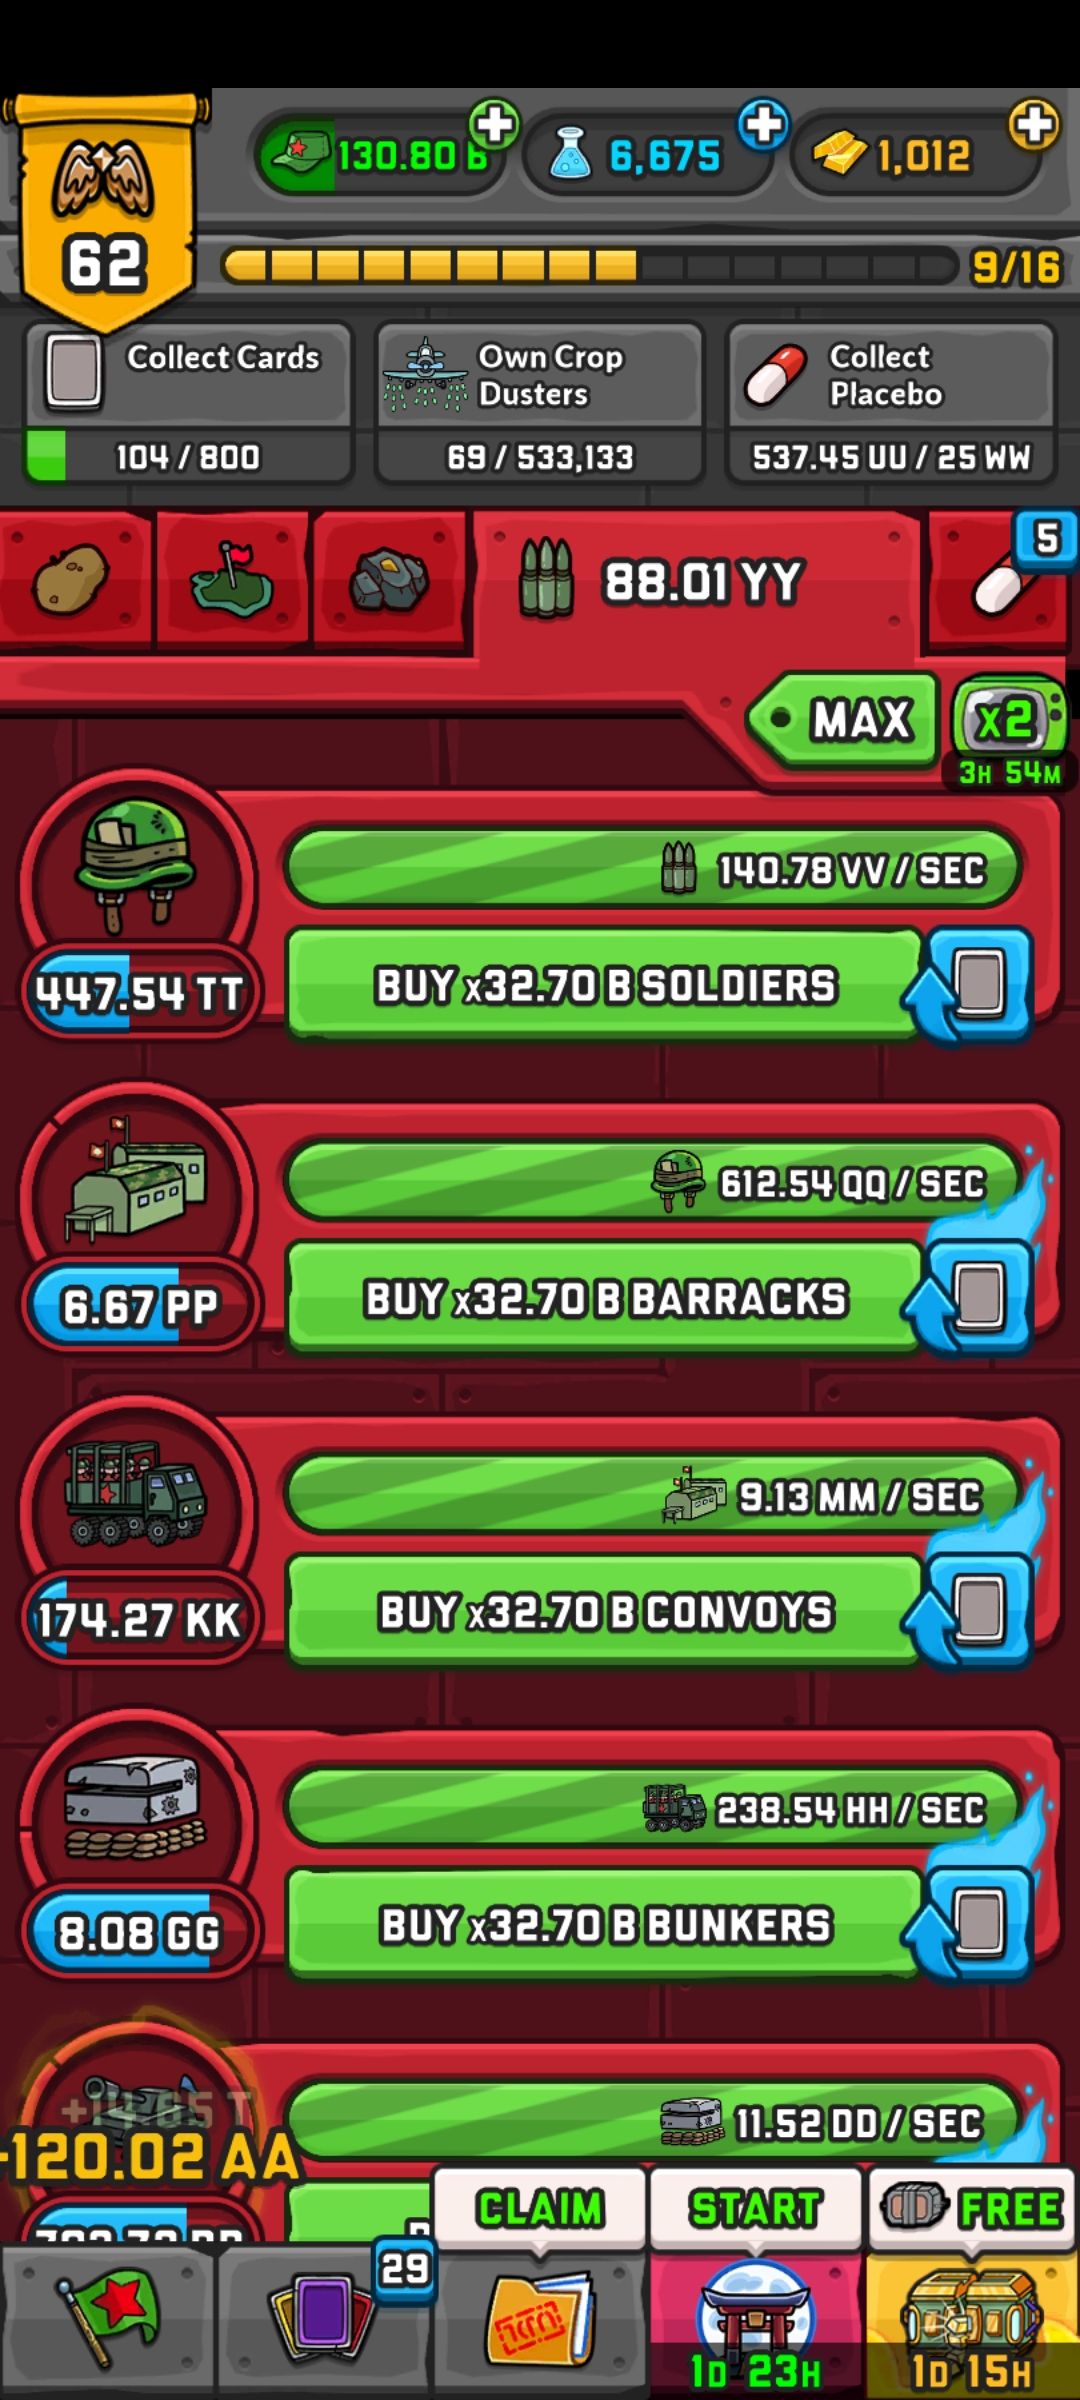 130.80 B
6,675
1,012
62
9/16
Collect Cards
104 / 800
Own Crop
Dusters
69 / 533,133
Collect
Placebo
537.45 UU / 25 WW
88.01 YY
5
MAX
x2
3H 54M
140.78 VV / SEC
447.54 TT
BUY x32.70 B SOLDIERS
612.54 QQ / SEC
6.67 PP
BUY x32.70 B BARRACKS
9.13 MM / SEC
174.27 KK
BUY x32.70 B CONVOYS
238.54 HH / SEC
8.08 GG
BUY x32.70 B BUNKERS
11.52 DD / SEC
120.02 AA
CLAIM
START
FREE
29
1D 23H
1D 15H